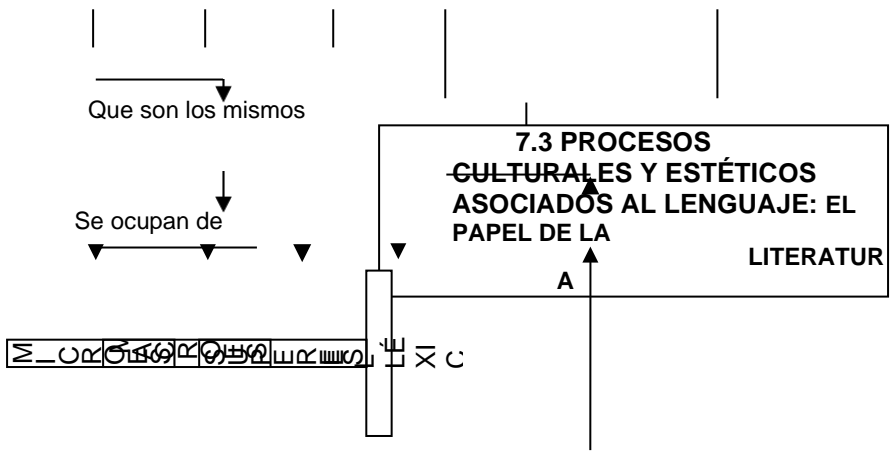 Que son los mismos
7.3 PROCESOS
CULTURALES Y ESTÉTICOS
ASOCIADOS AL LENGUAJE: EL
PAPEL DE LA
LITERATUR
A
Se ocupan de